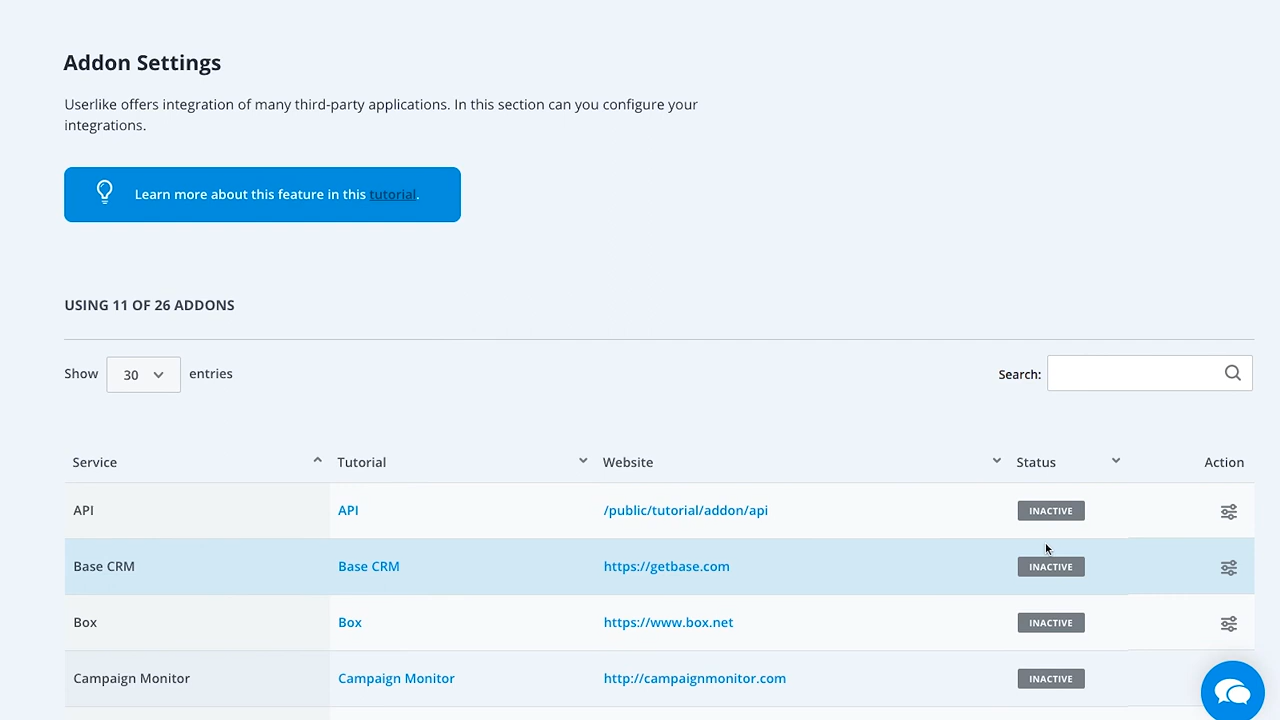 Addon Settings
Userlike offers integration of many third-party applications. In this section can you configure your
integrations.
Learn more about this feature in this tutorial.
USING 11 OF 26 ADDONS
Show 30 entries Search:
Service Tutorial Website Status Action
API API /public/tutorial/addon/api INACTIVE
Base CRM Base CRM https://getbase.com INACTIVE
Box Box https://www.box.net INACTIVE
Campaign Monitor Campaign Monitor http://campaignmonitor.com INACTIVE